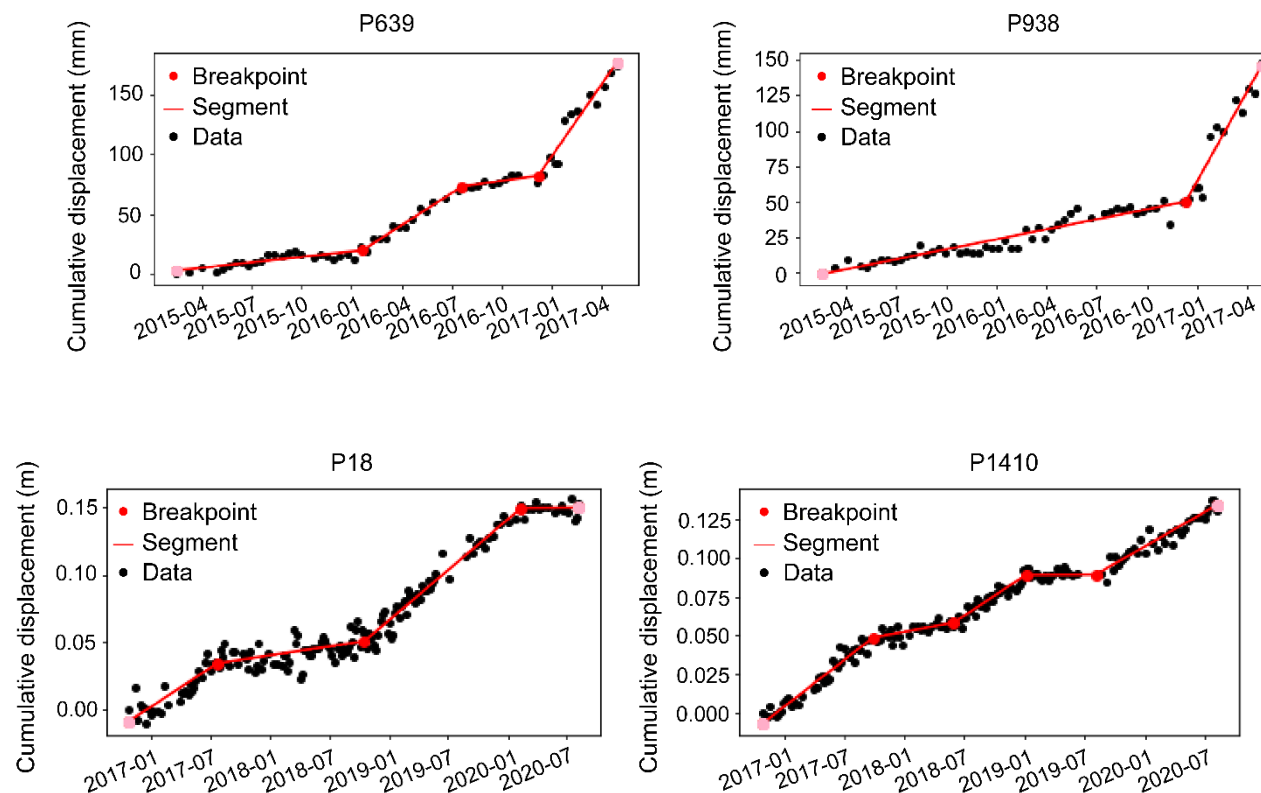 P639
Cumulative displacement (mm)
150
100
50
0
Breakpoint
Segment
Data
2015-04
2015-07
2015-10
2016-01
2016-04
2016-07
2016-10
2017-01
2017-04
P938
Cumulative displacement (mm)
150
125
100
75
50
25
0
Breakpoint
Segment
Data
2015-04
2015-07
2015-10
2016-01
2016-04
2016-07
2016-10
2017-01
2017-04
P18
Cumulative displacement (m)
0.15
0.10
0.05
0.00
Breakpoint
Segment
Data
2017-01
2017-07
2018-01
2018-07
2019-01
2019-07
2020-01
2020-07
P1410
Cumulative displacement (m)
0.125
0.100
0.075
0.050
0.025
0.000
Breakpoint
Segment
Data
2017-01
2017-07
2018-01
2018-07
2019-01
2019-07
2020-01
2020-07